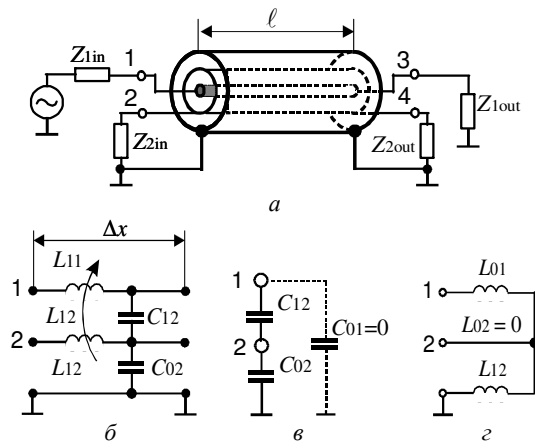 ℓ
Z1in
1
3
2
4
Z2in
Z2out
Z1out
а
Δx
L11
1
L12
C12
2
L12
C02
б
1
C12
C01=0
2
C02
в
L01
1
L02 = 0
2
L12
г